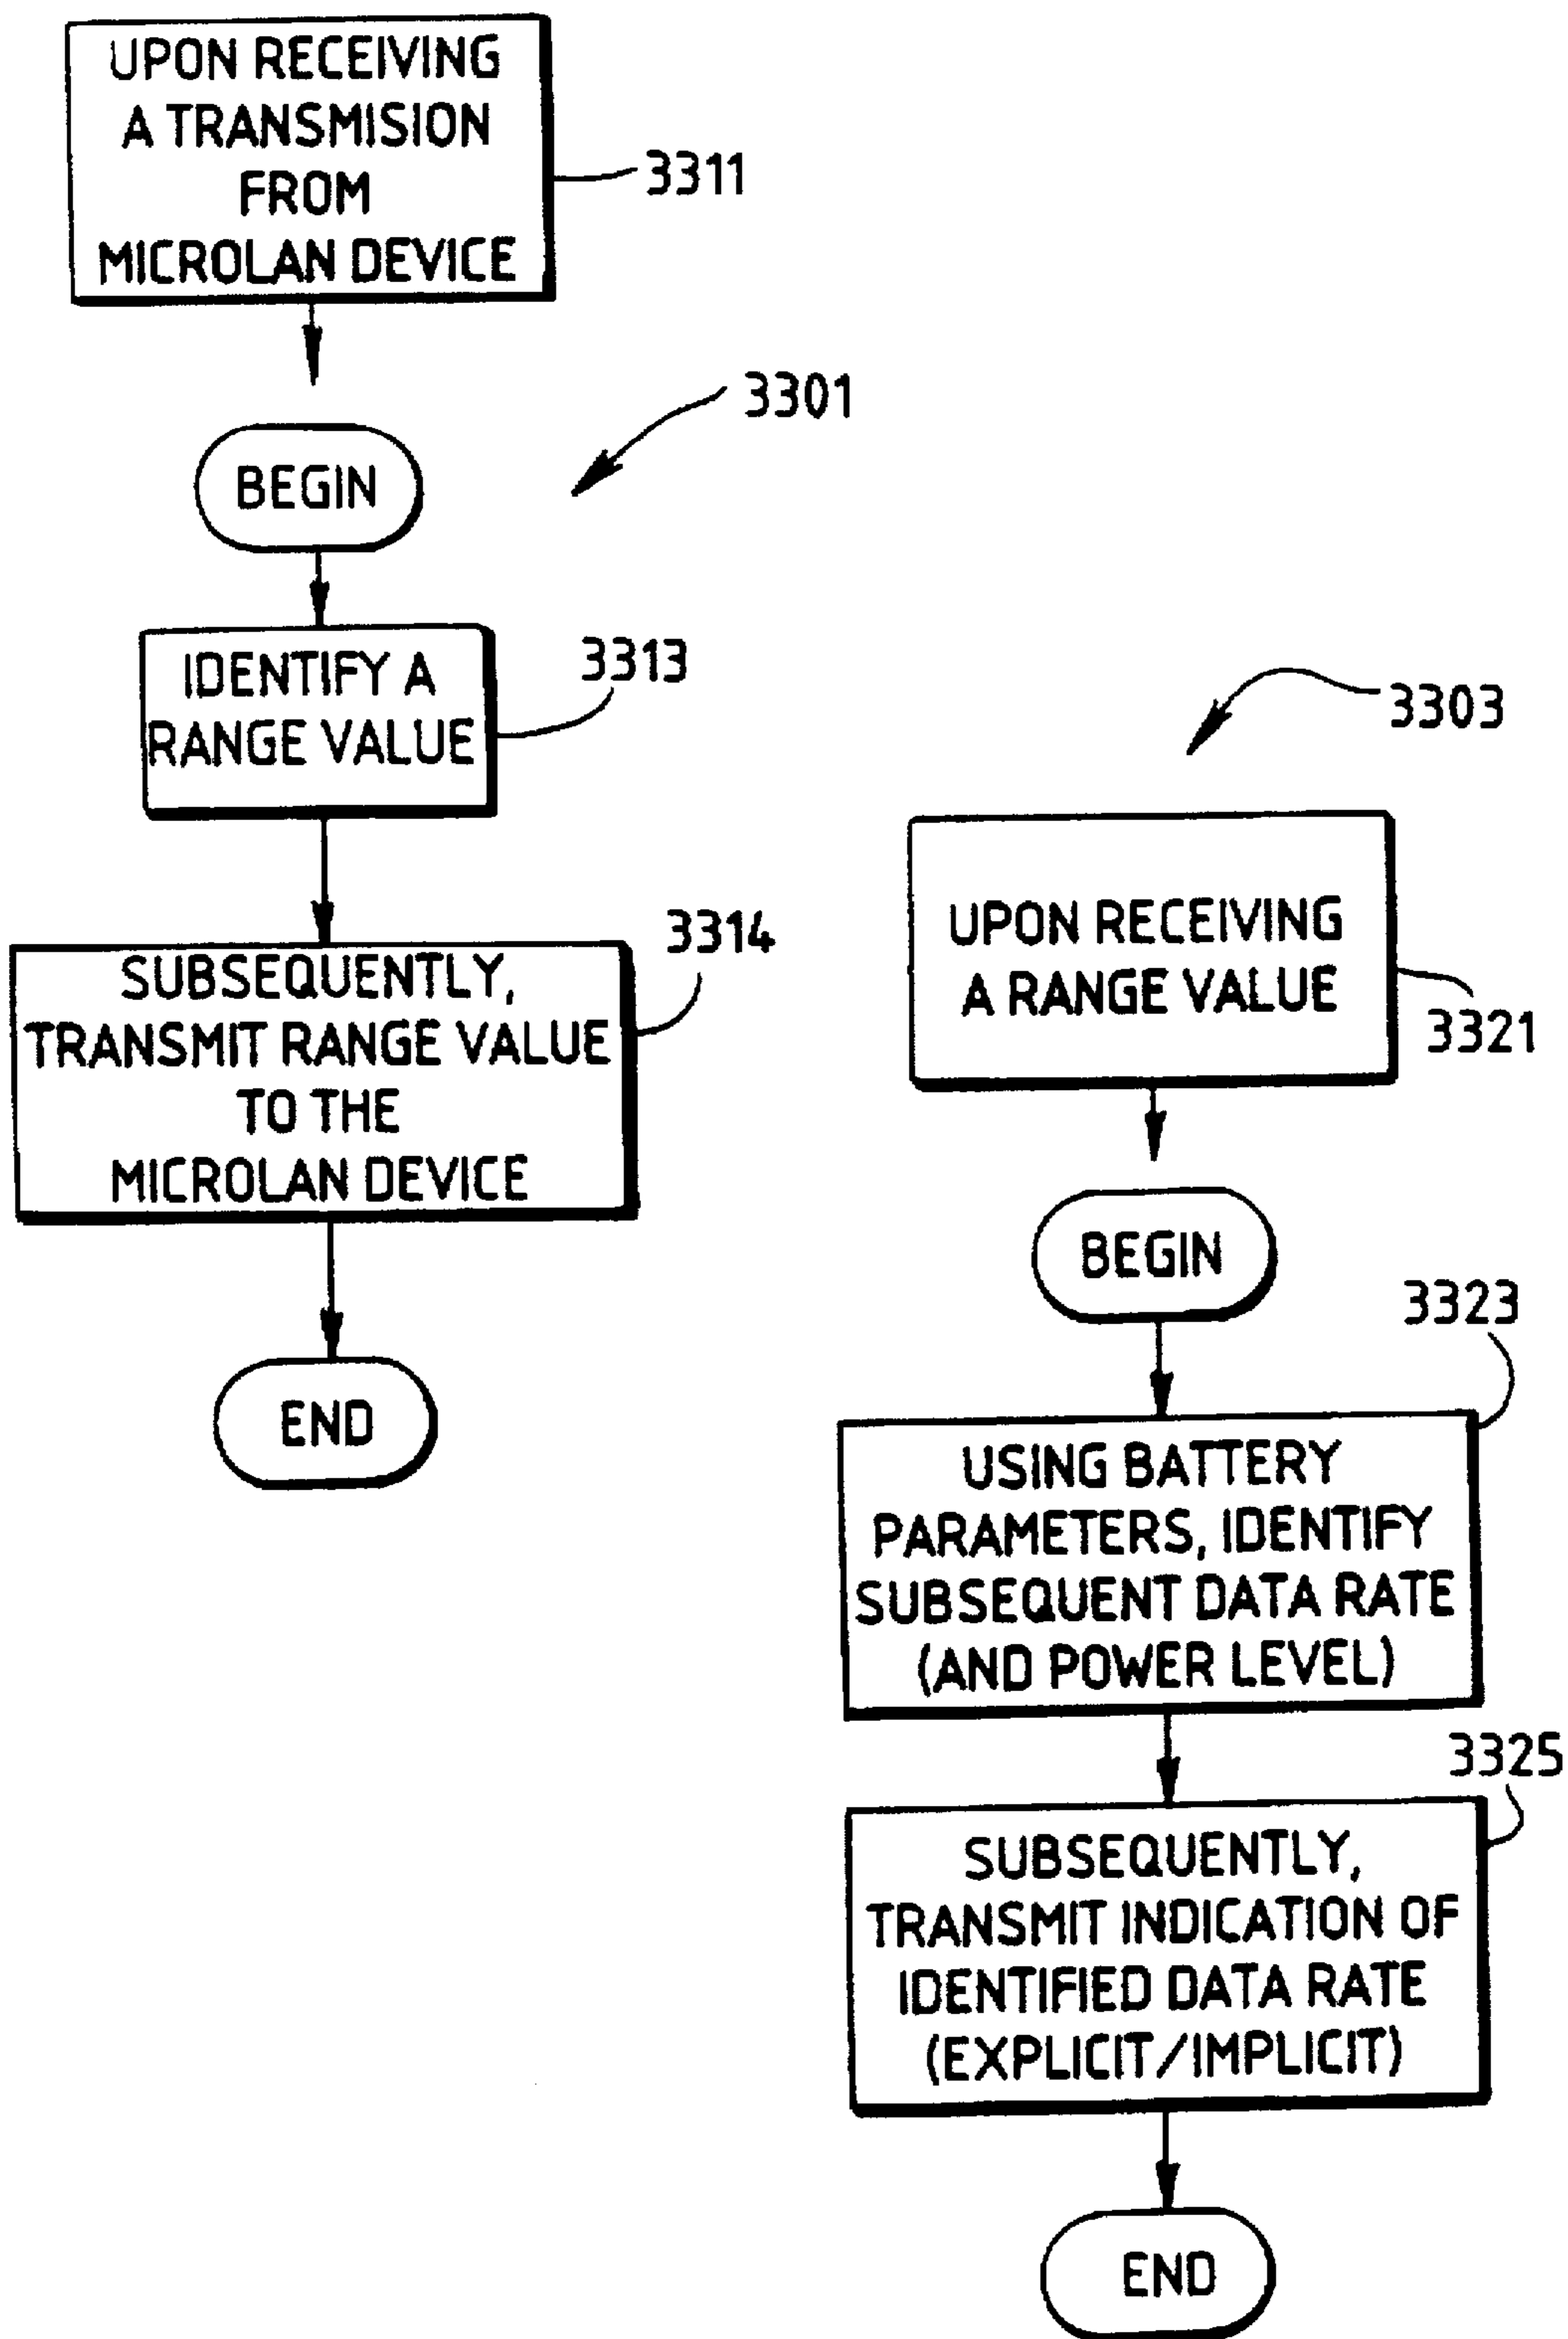 UPON RECEIVING
A TRANSMISION
FROM
MICROLAN DEVICE
3311
3301
BEGIN
IDENTIFY A
RANGE VALUE
3313
SUBSEQUENTLY,
TRANSMIT RANGE VALUE
TO THE
MICROLAN DEVICE
3314
END
3303
UPON RECEIVING
A RANGE VALUE
3321
BEGIN
3323
USING BATTERY
PARAMETERS, IDENTIFY
SUBSEQUENT DATA RATE
(AND POWER LEVEL)
3325
SUBSEQUENTLY,
TRANSMIT INDICATION OF
IDENTIFIED DATA RATE
(EXPLICIT/IMPLICIT)
END